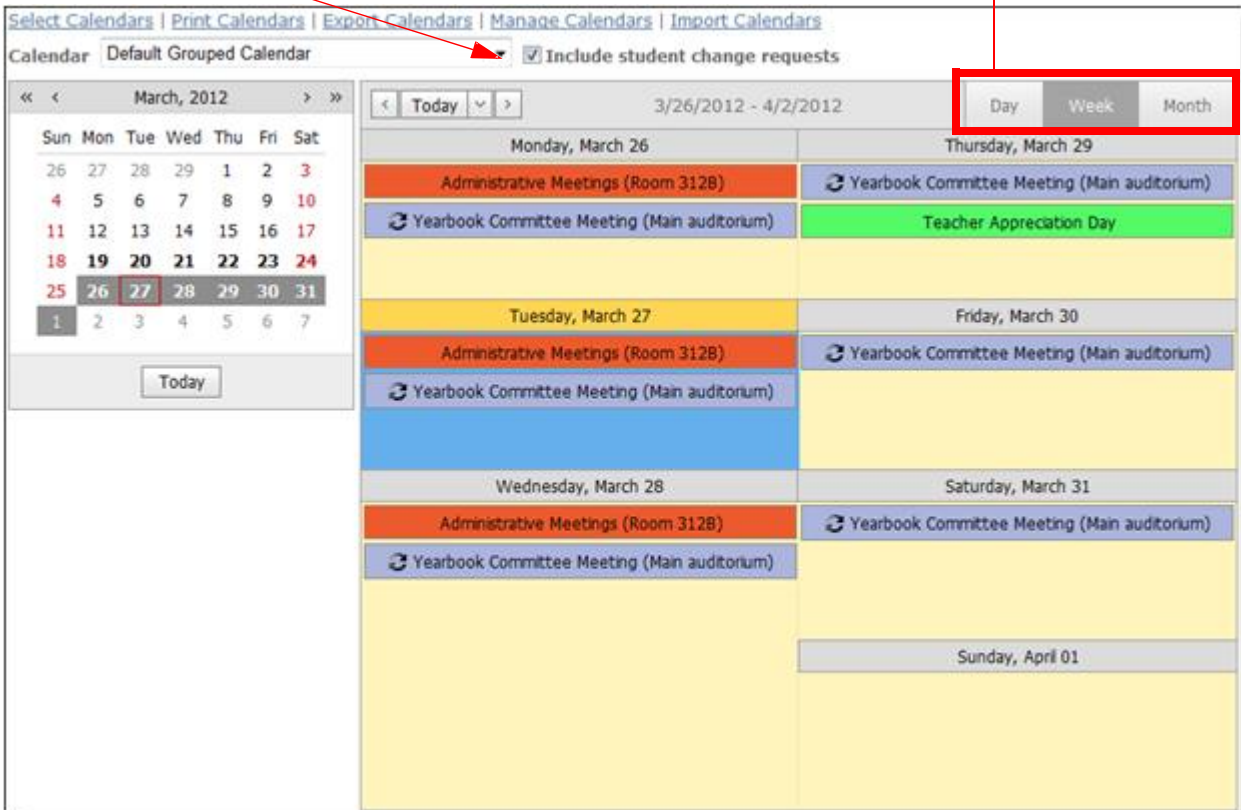 Select Calendars | Print Calendars | Export Calendars | Manage Calendars | Import Calendars
Calendar Default Grouped Calendar Include student change requests
« ‹ March, 2012 › »
Sun Mon Tue Wed Thu Fri Sat
26 27 28 29 1 2 3
4 5 6 7 8 9 10
11 12 13 14 15 16 17
18 19 20 21 22 23 24
25 26 27 28 29 30 31
1 2 3 4 5 6 7
Today
‹ Today › 3/26/2012 - 4/2/2012 Day Week Month
Monday, March 26
Administrative Meetings (Room 312B)
Yearbook Committee Meeting (Main auditorium)
Tuesday, March 27
Administrative Meetings (Room 312B)
Yearbook Committee Meeting (Main auditorium)
Wednesday, March 28
Administrative Meetings (Room 312B)
Yearbook Committee Meeting (Main auditorium)
Thursday, March 29
Yearbook Committee Meeting (Main auditorium)
Teacher Appreciation Day
Friday, March 30
Yearbook Committee Meeting (Main auditorium)
Saturday, March 31
Yearbook Committee Meeting (Main auditorium)
Sunday, April 01